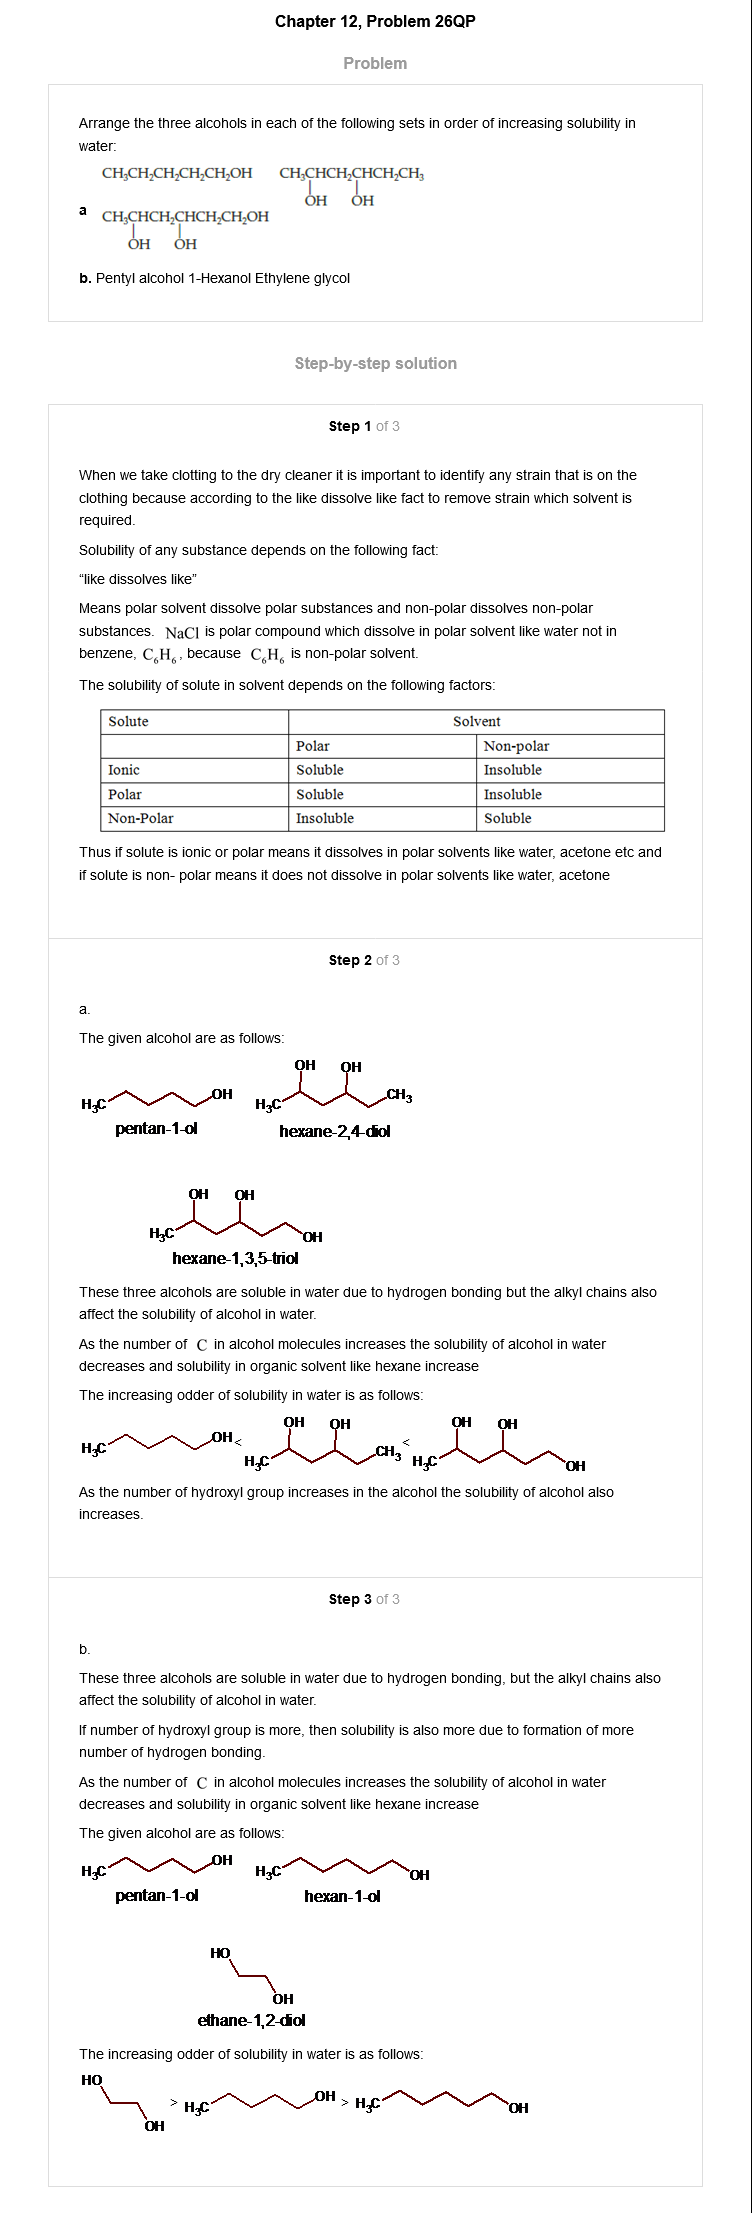 Chapter 12, Problem 26QP
Problem
Arrange the three alcohols in each of the following sets in order of increasing solubility in
water:
CH₃CH₂CH₂CH₂CH₂OH CH₃CHCH₂CHCH₂CH₃
OH OH
a CH₃CHCH₂CHCH₂CH₂OH
OH OH
b. Pentyl alcohol 1-Hexanol Ethylene glycol
Step-by-step solution
Step 1 of 3
When we take clotting to the dry cleaner it is important to identify any strain that is on the
clothing because according to the like dissolve like fact to remove strain which solvent is
required.
Solubility of any substance depends on the following fact:
“like dissolves like”
Means polar solvent dissolve polar substances and non-polar dissolves non-polar
substances. NaCl is polar compound which dissolve in polar solvent like water not in
benzene, C₆H₆, because C₆H₆ is non-polar solvent.
The solubility of solute in solvent depends on the following factors:
Solute Solvent
Polar Non-polar
Ionic Soluble Insoluble
Polar Soluble Insoluble
Non-Polar Insoluble Soluble
Thus if solute is ionic or polar means it dissolves in polar solvents like water, acetone etc and
if solute is non- polar means it does not dissolve in polar solvents like water, acetone
Step 2 of 3
a.
The given alcohol are as follows:
OH OH
H₃C OH H₃C CH₃
pentan-1-ol hexane-2,4-diol
OH OH
H₃C OH
hexane-1,3,5-triol
These three alcohols are soluble in water due to hydrogen bonding but the alkyl chains also
affect the solubility of alcohol in water.
As the number of C in alcohol molecules increases the solubility of alcohol in water
decreases and solubility in organic solvent like hexane increase
The increasing odder of solubility in water is as follows:
OH OH OH OH
H₃C OH < H₃C CH₃ < H₃C OH
As the number of hydroxyl group increases in the alcohol the solubility of alcohol also
increases.
Step 3 of 3
b.
These three alcohols are soluble in water due to hydrogen bonding, but the alkyl chains also
affect the solubility of alcohol in water.
If number of hydroxyl group is more, then solubility is also more due to formation of more
number of hydrogen bonding.
As the number of C in alcohol molecules increases the solubility of alcohol in water
decreases and solubility in organic solvent like hexane increase
The given alcohol are as follows:
H₃C OH H₃C OH
pentan-1-ol hexan-1-ol
HO
OH
ethane-1,2-diol
The increasing odder of solubility in water is as follows:
HO
OH > H₃C OH > H₃C OH